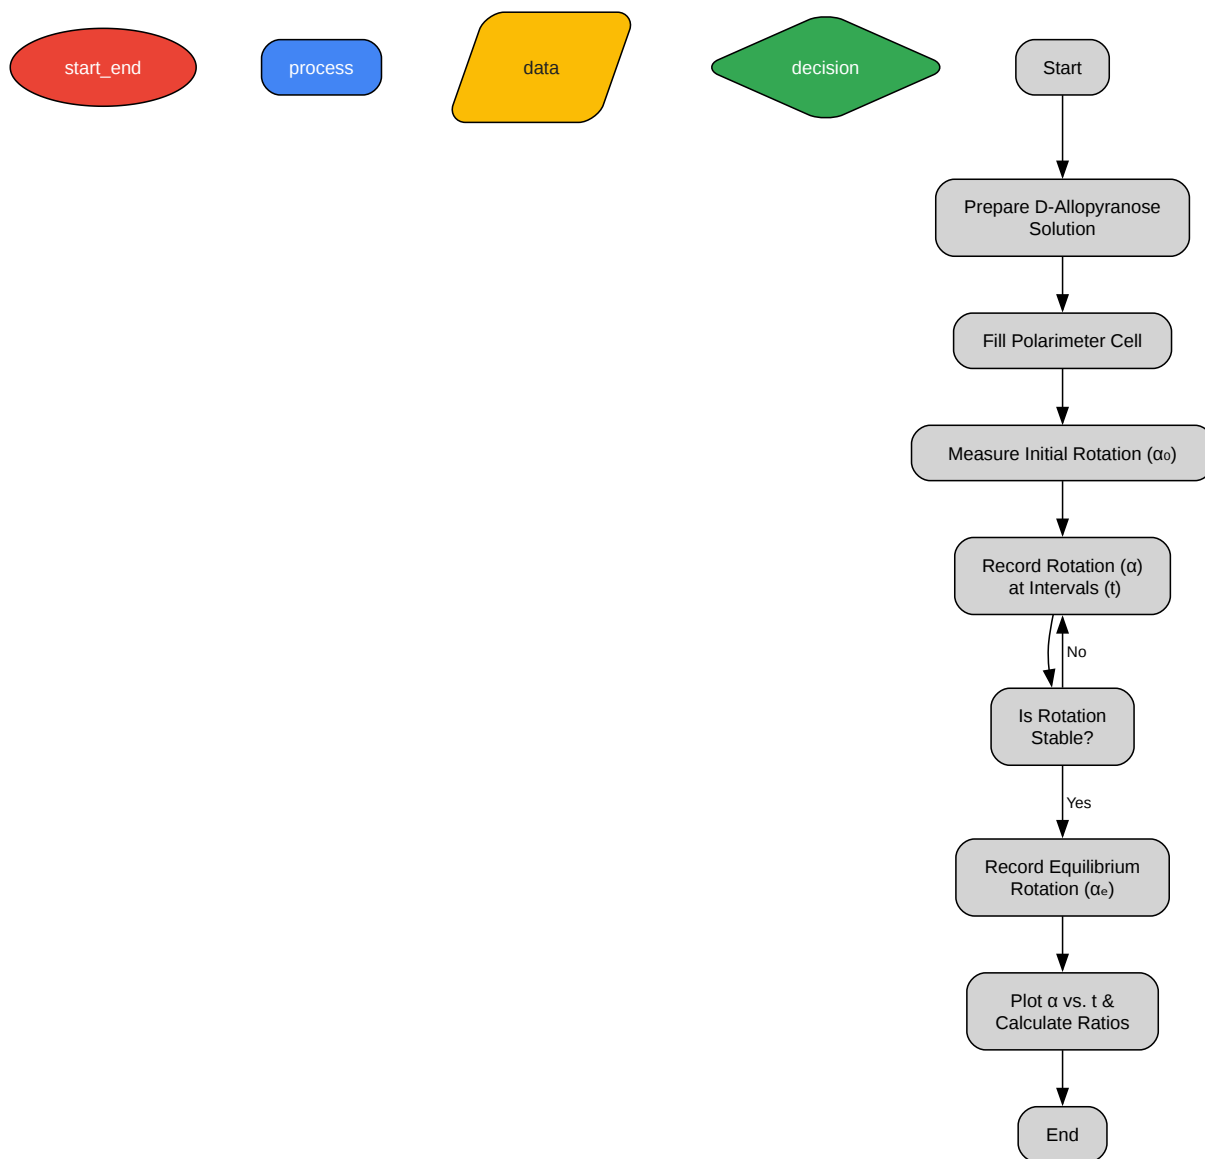 start_end
process
data
decision
Start
Prepare D-Allopyranose
Solution
Fill Polarimeter Cell
Measure Initial Rotation (α₀)
Record Rotation (α)
at Intervals (t)
No
Is Rotation
Stable?
Yes
Record Equilibrium
Rotation (αₑ)
Plot α vs. t &
Calculate Ratios
End